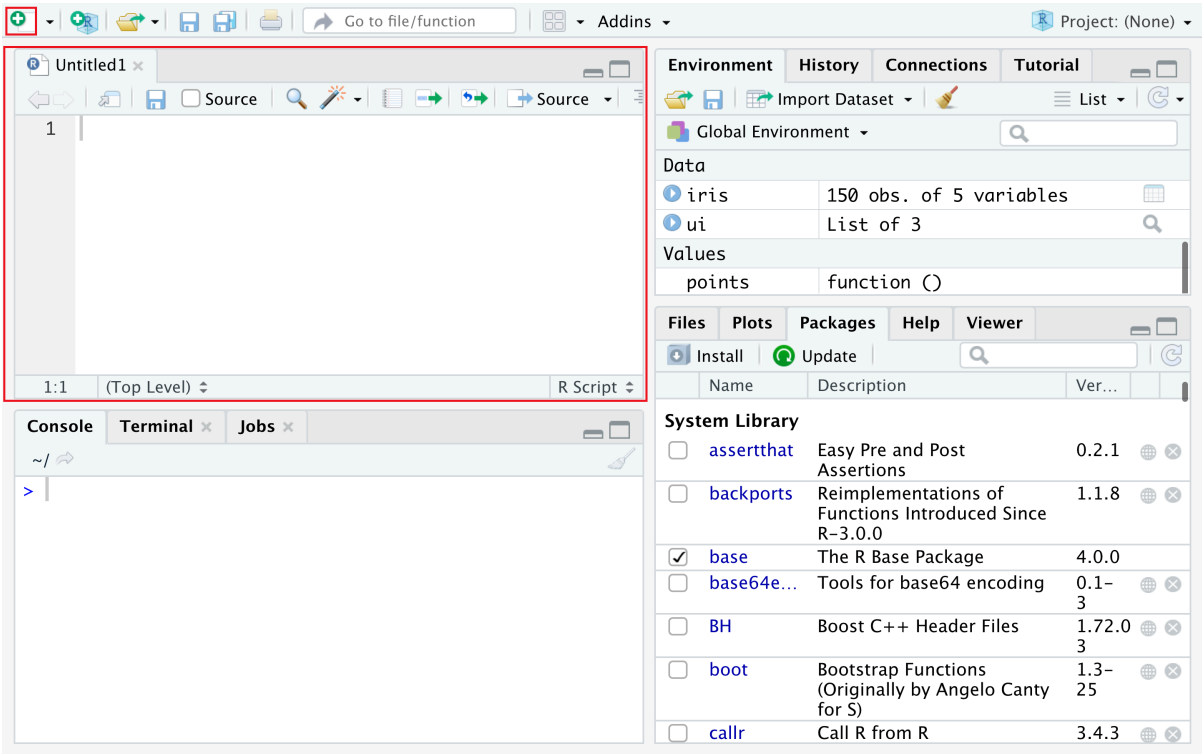 Go to file/function
Addins
Project: (None)
Untitled1
Source
Source
1
1:1 (Top Level) R Script
Console Terminal Jobs
~/
>
Environment History Connections Tutorial
Import Dataset List
Global Environment
Data
iris 150 obs. of 5 variables
ui List of 3
Values
points function ()
Files Plots Packages Help Viewer
Install Update
Name Description Ver...
System Library
assertthat Easy Pre and Post 0.2.1
Assertions
backports Reimplementations of 1.1.8
Functions Introduced Since
R-3.0.0
base The R Base Package 4.0.0
base64e... Tools for base64 encoding 0.1-
3
BH Boost C++ Header Files 1.72.0
3
boot Bootstrap Functions 1.3-
(Originally by Angelo Canty 25
for S)
callr Call R from R 3.4.3